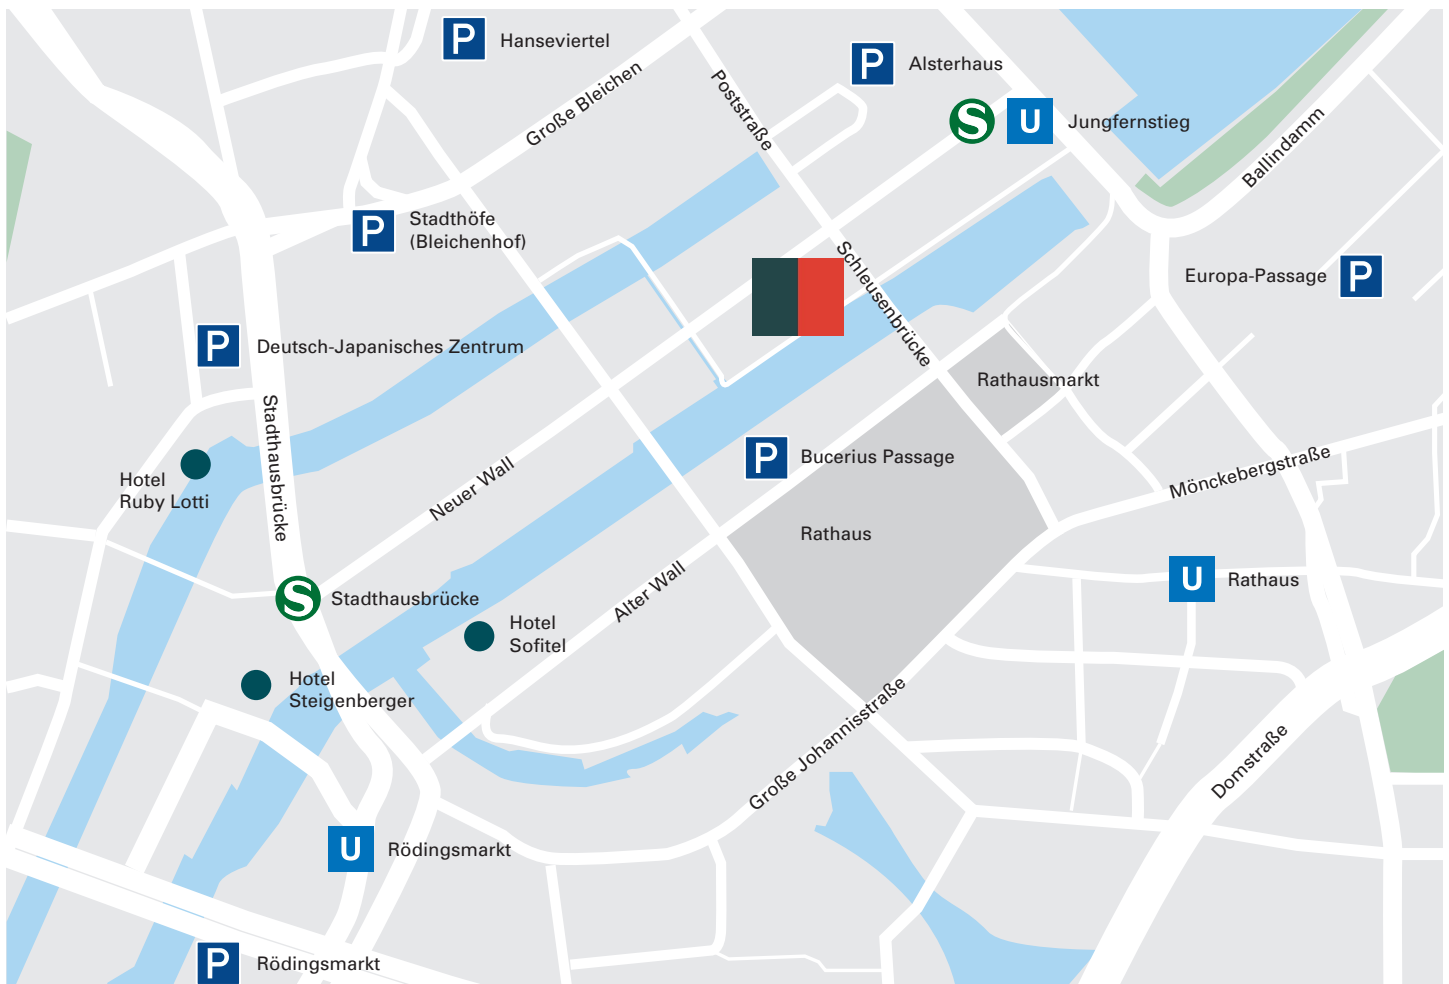 P Hanseviertel
Große Bleichen
Poststraße
P Alsterhaus
S U Jungfernstieg
Ballindamm
P Stadthöfe
(Bleichenhof)
Schleusenbrücke
Europa-Passage P
P Deutsch-Japanisches Zentrum
Rathausmarkt
Stadthausbrücke
Hotel
Ruby Lotti
Neuer Wall
P Bucerius Passage
Mönckebergstraße
Rathaus
S Stadthausbrücke
Alter Wall
U Rathaus
Hotel
Sofitel
Hotel
Steigenberger
Große Johannisstraße
Domstraße
U Rödingsmarkt
P Rödingsmarkt